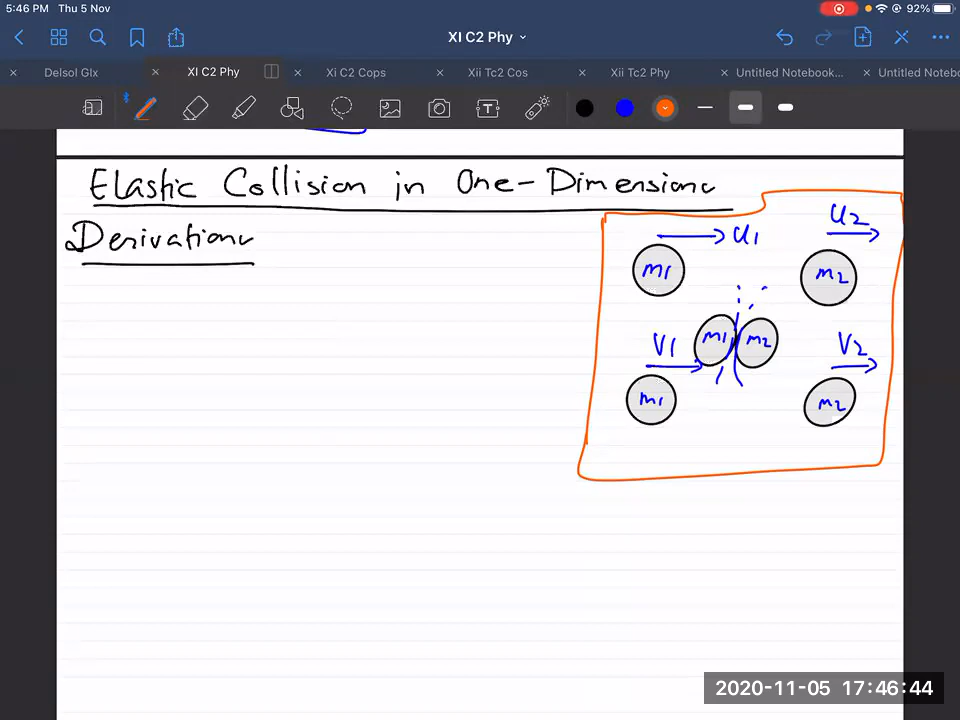 5:46 PM Thu 5 Nov
92%
XI C2 Phy
Delsol Glx
XI C2 Phy
Xi C2 Cops
Xii Tc2 Cos
Xii Tc2 Phy
Untitled Notebook...
Untitled Notebo
Elastic Collision in One-Dimension
Derivation
U1
U2
m1
m2
m1
m2
V1
V2
m1
m2
2020-11-05 17:46:44